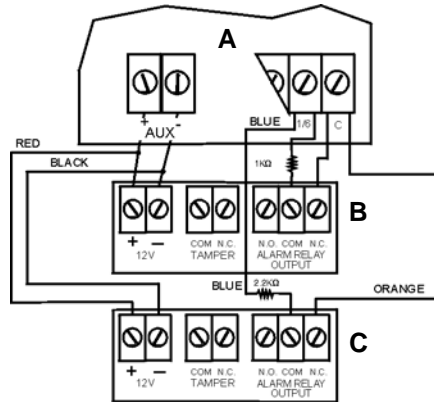 A
+ -
AUX
BLUE 1/6 C
RED
BLACK
1KΩ
B
+ −
12V
COM N.C.
TAMPER
N.O. COM N.C.
ALARM RELAY
OUTPUT
BLUE 2.2KΩ
ORANGE
C
+ −
12V
COM N.C.
TAMPER
N.O. COM N.C.
ALARM RELAY
OUTPUT